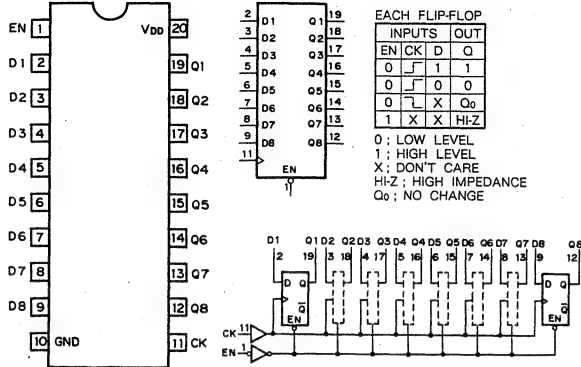 EN 1
VDD 20
D1 2
19 Q1
D2 3
18 Q2
D3 4
17 Q3
D4 5
16 Q4
D5 6
15 Q5
D6 7
14 Q6
D7 8
13 Q7
D8 9
12 Q8
10 GND
11 CK
2 D1 Q1 19
3 D2 Q2 18
4 D3 Q3 17
5 D4 Q4 16
6 D5 Q5 15
7 D6 Q6 14
8 D7 Q7 13
9 D8 Q8 12
11
EN
1
EACH FLIP-FLOP
INPUTS OUT
EN CK D Q
0 1 1
0 0 0
0 X Qo
1 X X HI-Z
0 ; LOW LEVEL
1 ; HIGH LEVEL
X ; DON'T CARE
HI-Z ; HIGH IMPEDANCE
Qo ; NO CHANGE
D1 Q1 D2 Q2 D3 Q3 D4 Q4 D5 Q5 D6 Q6 D7 Q7 D8 Q8
2 19 3 18 4 17 5 16 6 15 7 14 8 13 9 12
D Q
Q̅
EN
D Q
Q̅
EN
CK 11
EN 1